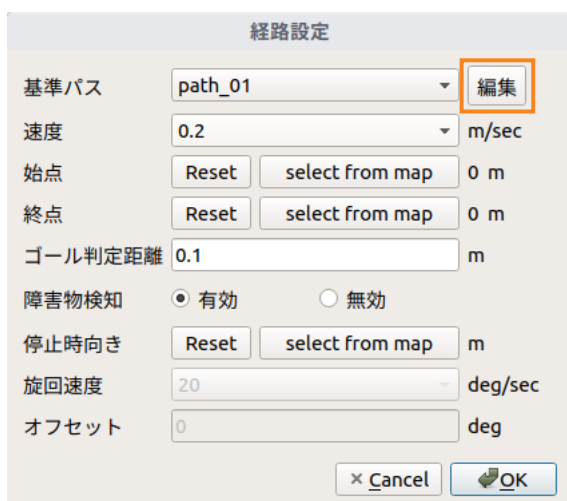 経路設定
基準パス path_01 編集
速度 0.2 m/sec
始点 Reset select from map 0 m
終点 Reset select from map 0 m
ゴール判定距離 0.1 m
障害物検知 有効 無効
停止時向き Reset select from map m
旋回速度 20 deg/sec
オフセット 0 deg
Cancel OK